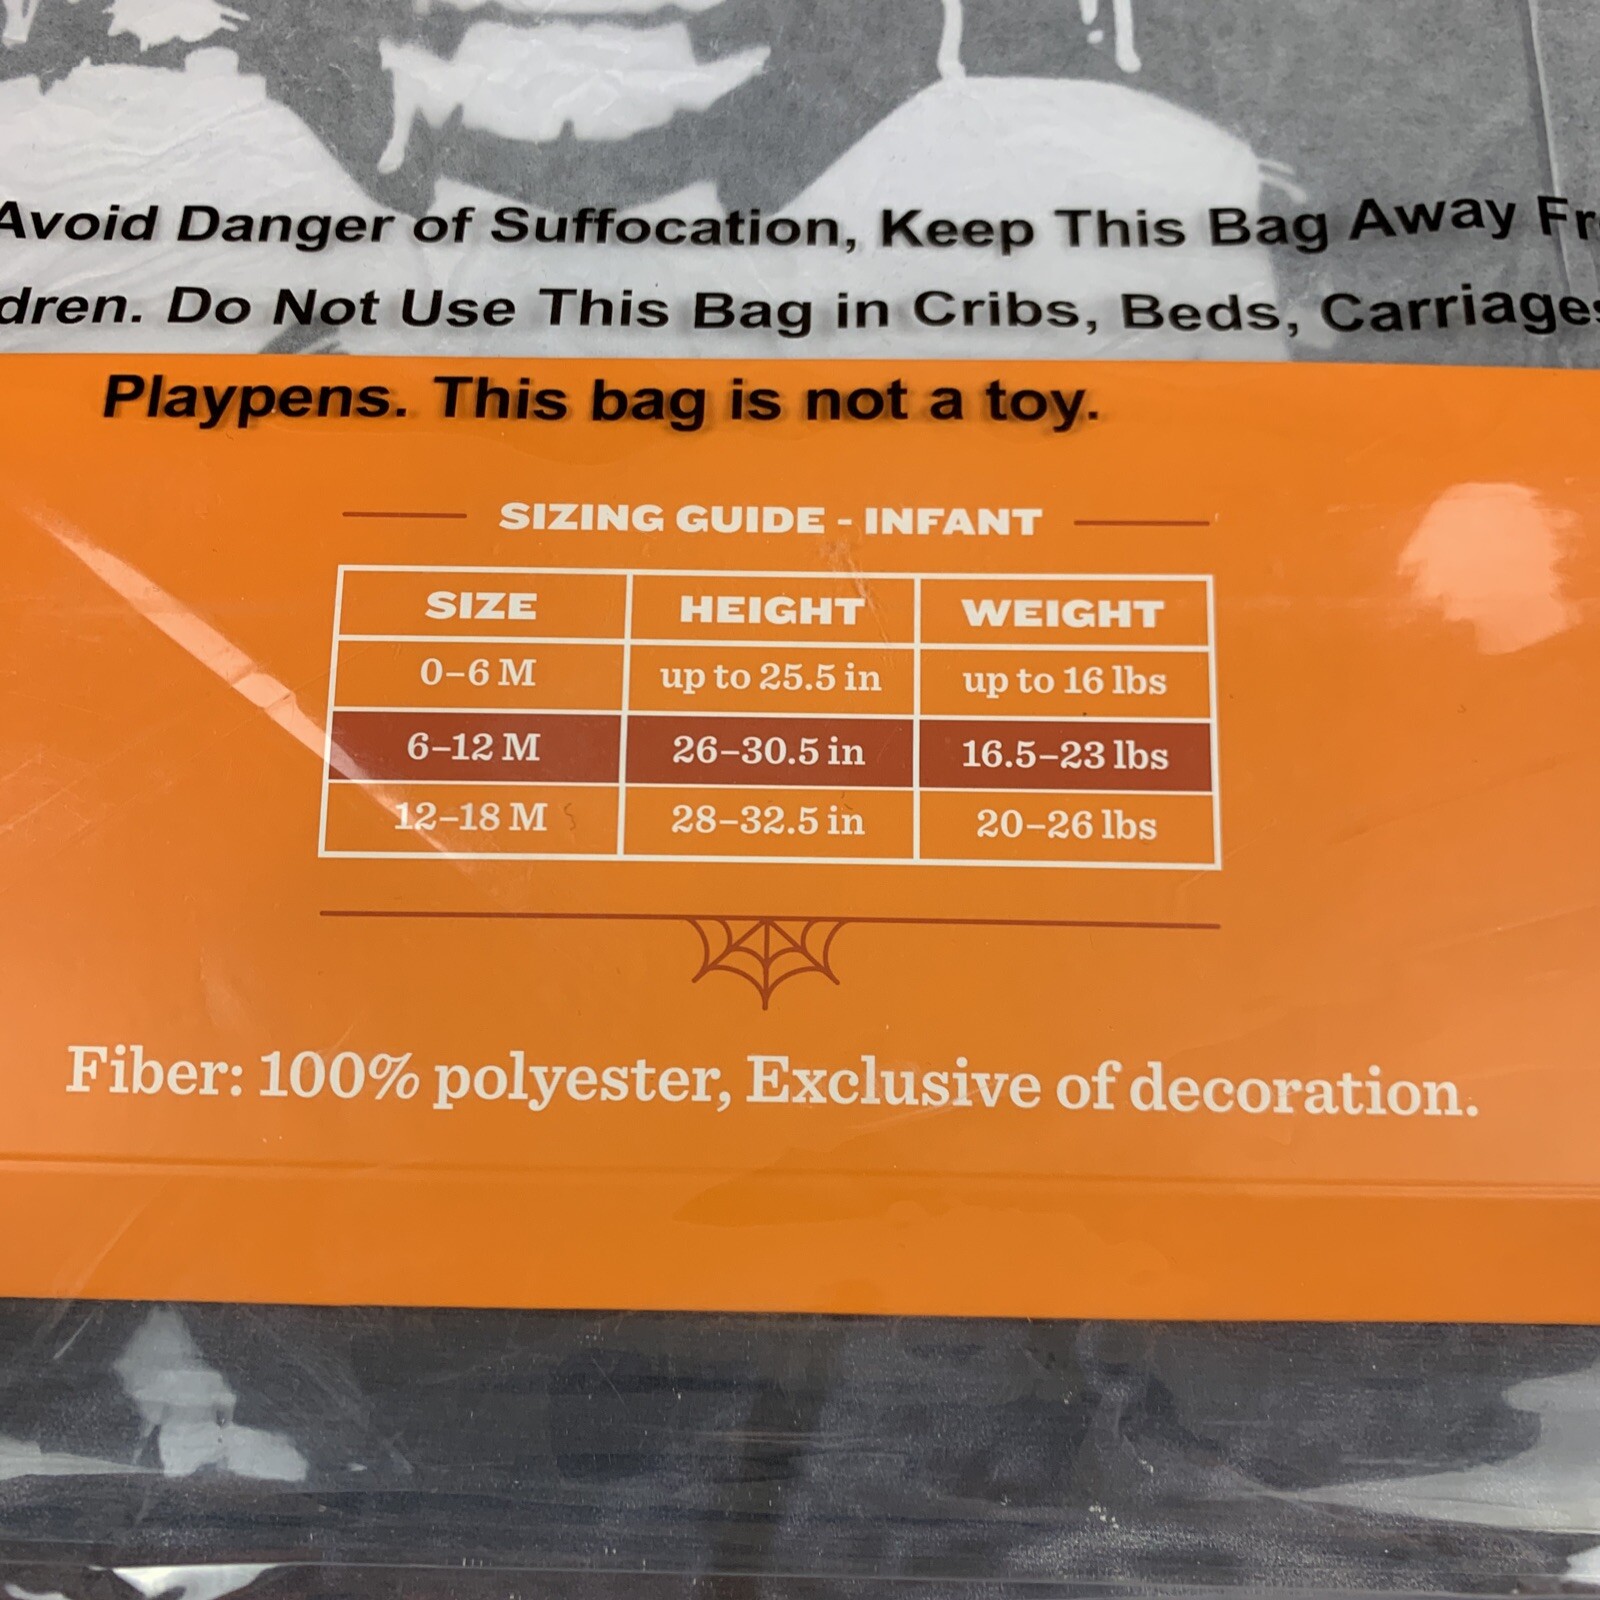 Avoid Danger of Suffocation, Keep This Bag Away
Do Not Use This Bag in Cribs, Beds, Carriages
Playpens. This bag is not a toy.
SIZING GUIDE - INFANT
SIZE HEIGHT WEIGHT
0–6 M up to 25.5 in up to 16 lbs
6–12 M 26–30.5 in 16.5–23 lbs
12–18 M 28–32.5 in 20–26 lbs
Fiber: 100% polyester, Exclusive of decoration.